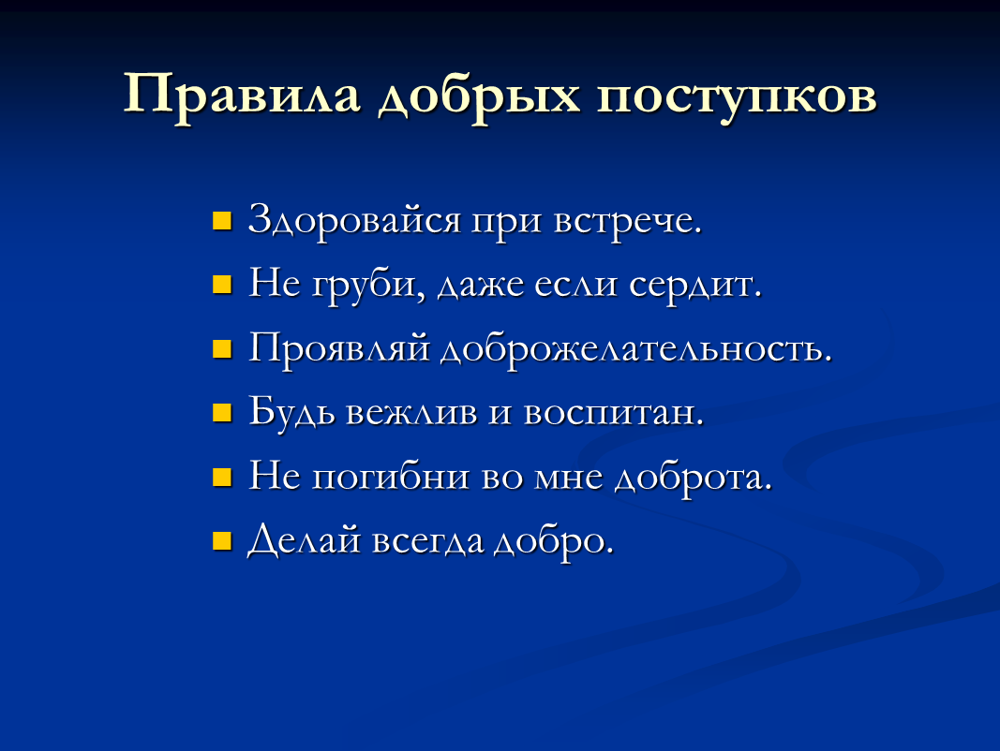 Правила добрых поступков
Здоровайся при встрече.
Не груби, даже если сердит.
Проявляй доброжелательность.
Будь вежлив и воспитан.
Не погибни во мне доброта.
Делай всегда добро.